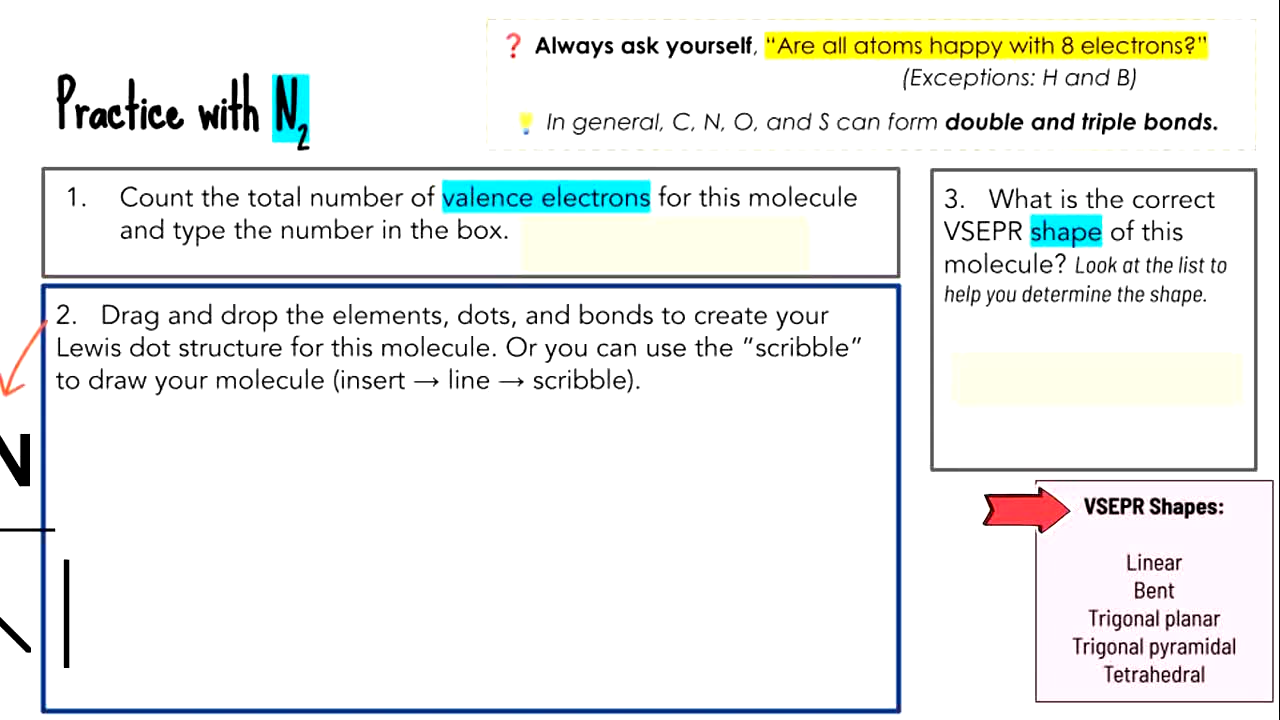 ❓ Always ask yourself, “Are all atoms happy with 8 electrons?”
(Exceptions: H and B)
💡 In general, C, N, O, and S can form double and triple bonds.
Practice with N₂
1. Count the total number of valence electrons for this molecule
and type the number in the box.
2. Drag and drop the elements, dots, and bonds to create your
Lewis dot structure for this molecule. Or you can use the “scribble”
to draw your molecule (insert → line → scribble).
N
3. What is the correct
VSEPR shape of this
molecule? Look at the list to
help you determine the shape.
VSEPR Shapes:
Linear
Bent
Trigonal planar
Trigonal pyramidal
Tetrahedral